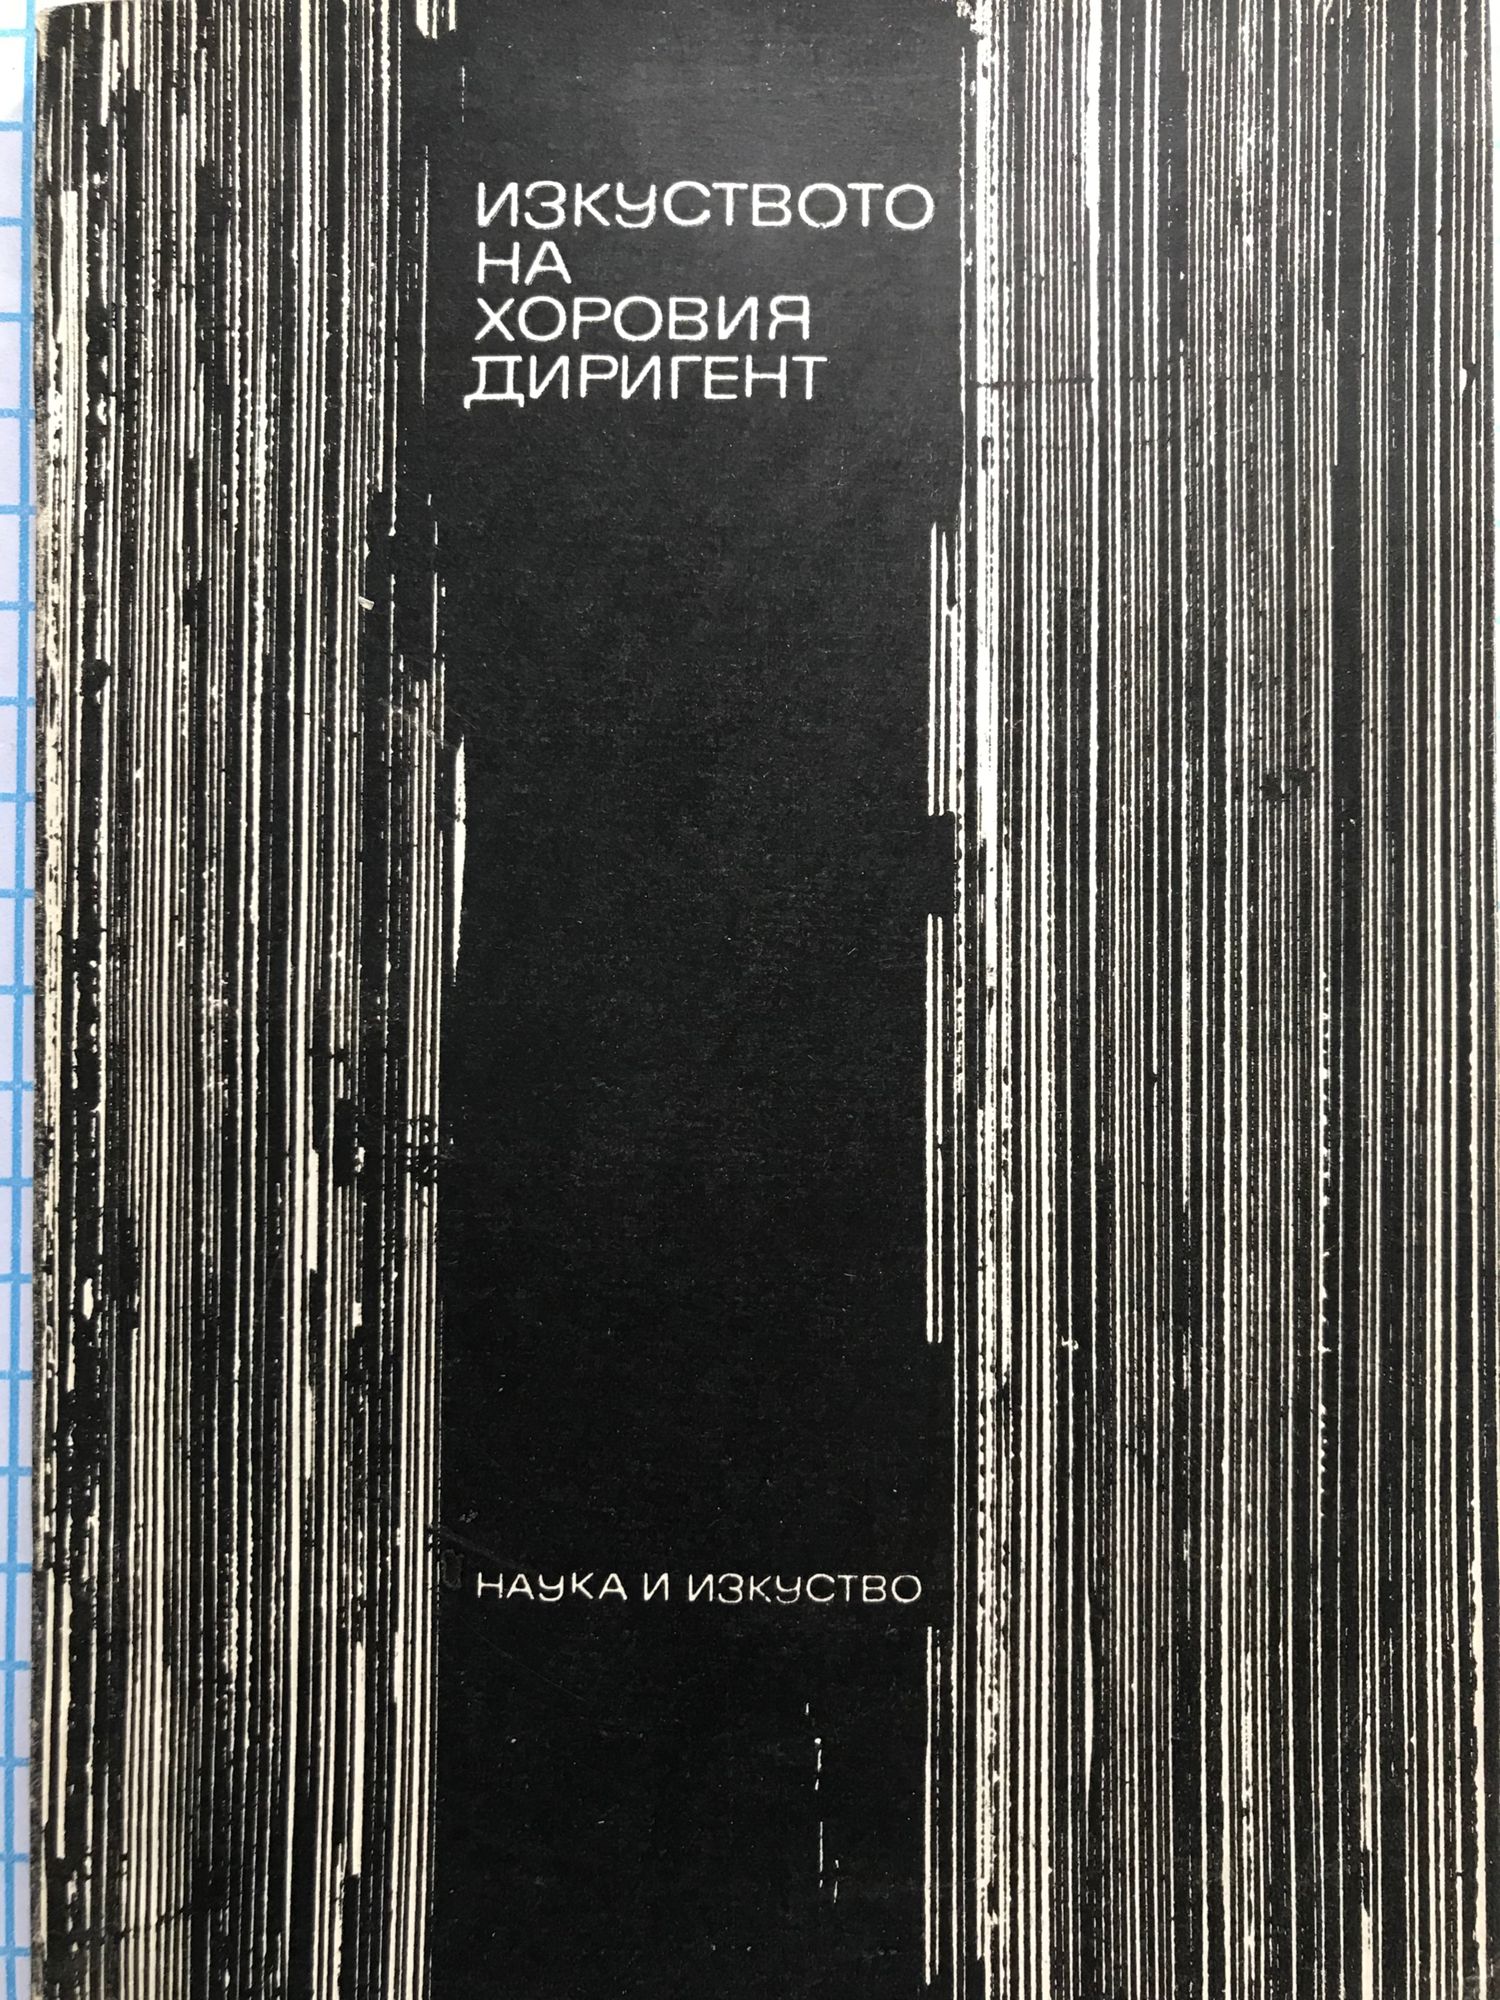 ИЗКУСТВОТО
НА
ХОРОВИЯ
ДИРИГЕНТ
НАУКА И ИЗКУСТВО